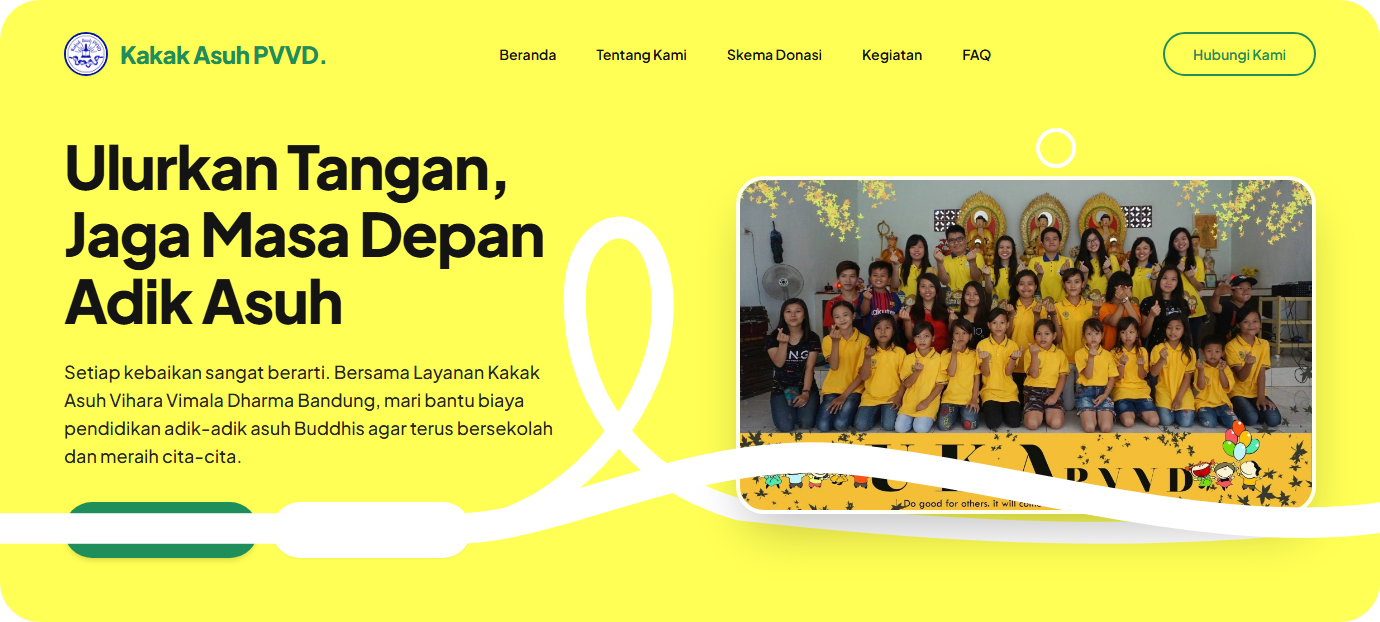 Kakak Asuh PVVD.
Beranda
Tentang Kami
Skema Donasi
Kegiatan
FAQ
Hubungi Kami
Ulurkan Tangan,
Jaga Masa Depan
Adik Asuh
Setiap kebaikan sangat berarti. Bersama Layanan Kakak
Asuh Vihara Vimala Dharma Bandung, mari bantu biaya
pendidikan adik-adik asuh Buddhis agar terus bersekolah
dan meraih cita-cita.
PVVD
Do good for others. it will